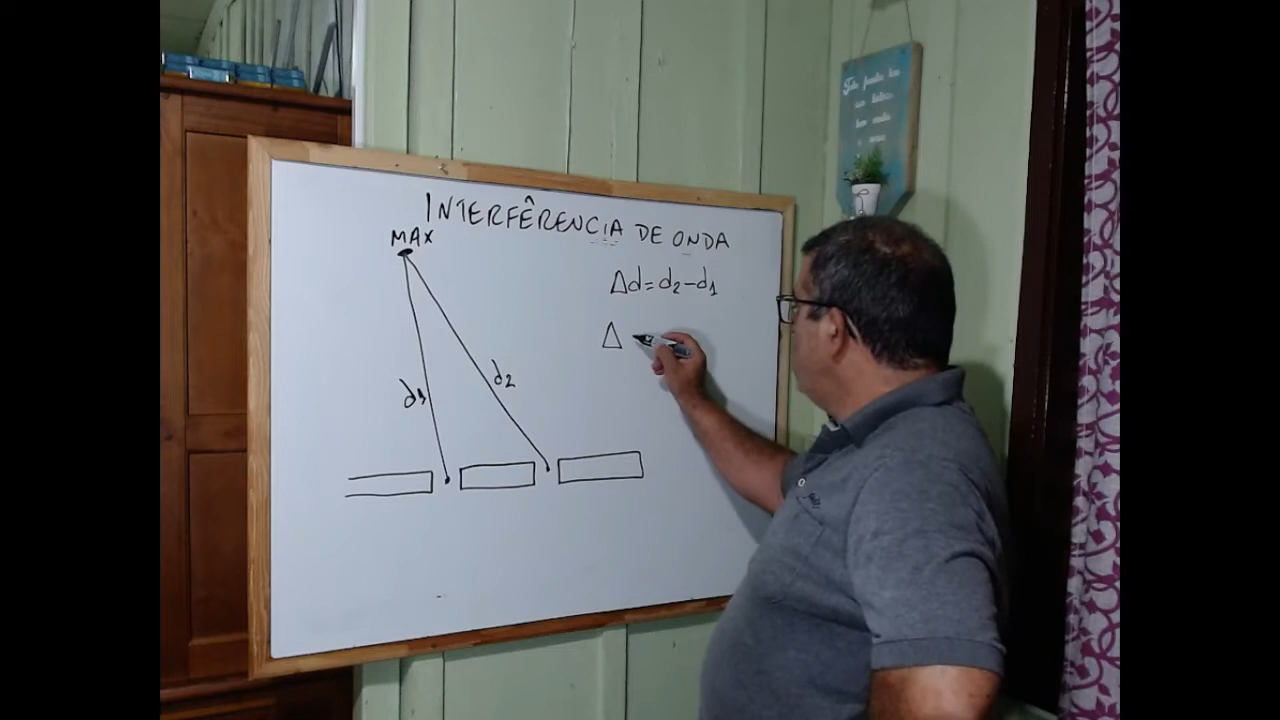 INTERFÊRENCIA DE ONDA
MAX
Δd=d2-d1
Δ
d1
d2